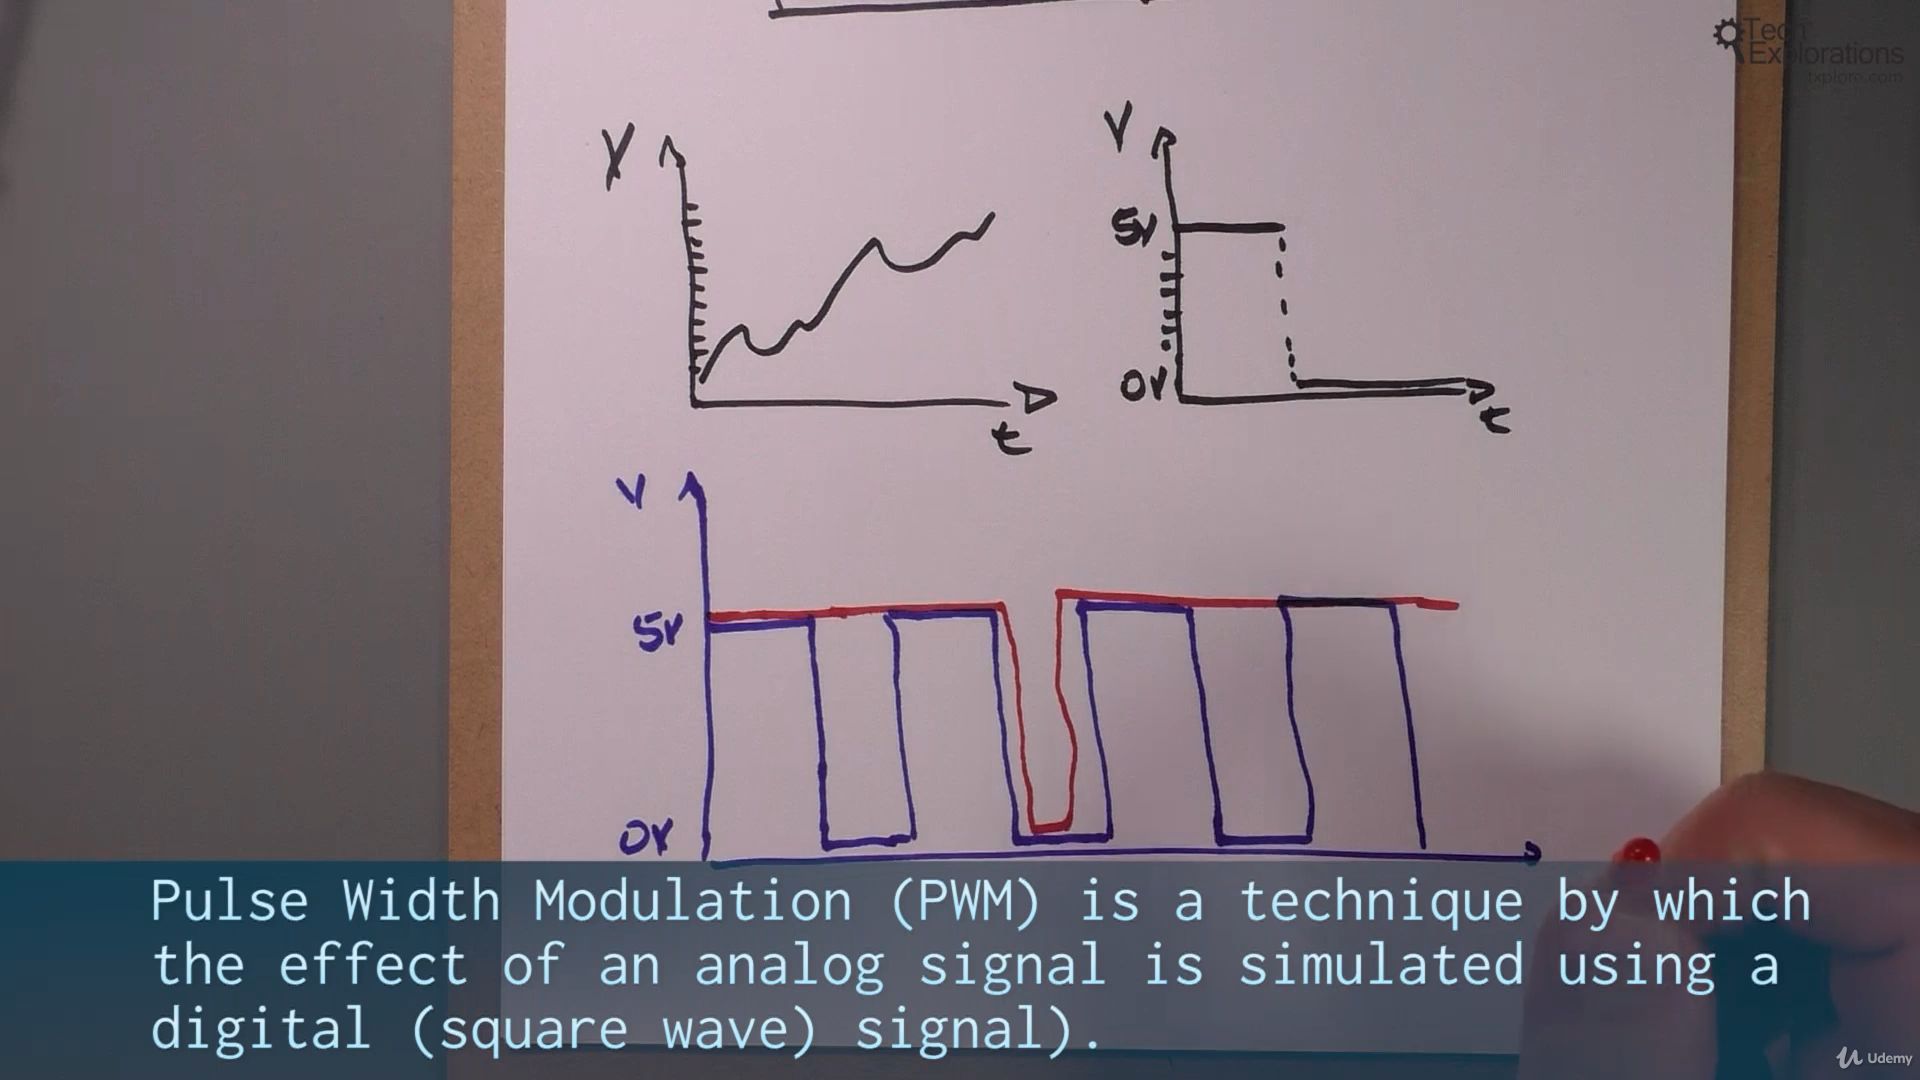 Tech
Explorations
txplore.com
V
V
5V
0V
t
t
V
5V
0V
Pulse Width Modulation (PWM) is a technique by which
the effect of an analog signal is simulated using a
digital (square wave) signal).
Udemy